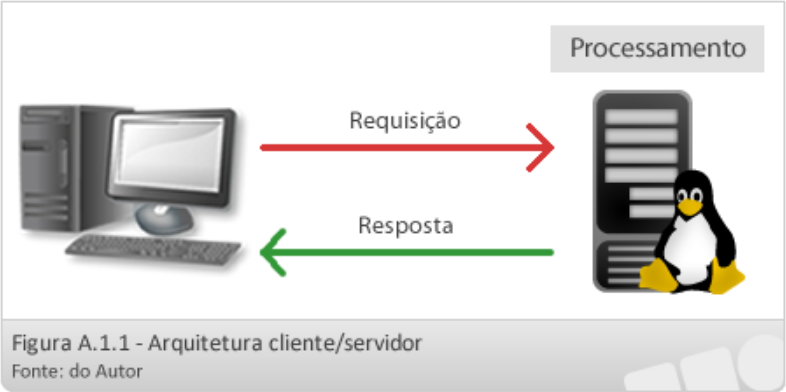 Processamento
Requisição
Resposta
Figura A.1.1 - Arquitetura cliente/servidor
Fonte: do Autor